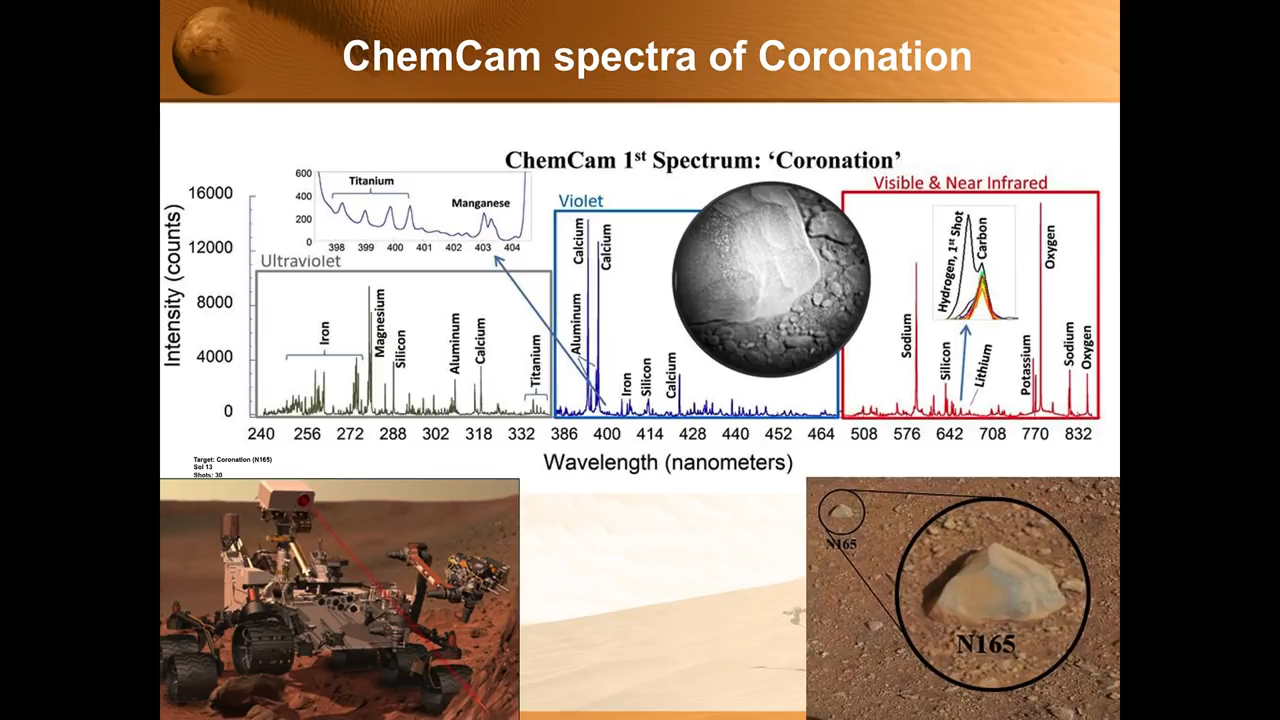 ChemCam spectra of Coronation
ChemCam 1st Spectrum: ‘Coronation’
Visible & Near Infrared
Violet
Ultraviolet
Intensity (counts)
16000
12000
8000
4000
0
600
400
200
0
Titanium
Manganese
398 399 400 401 402 403 404
Iron
Magnesium
Silicon
Aluminum
Calcium
Titanium
Aluminum
Calcium
Calcium
Iron
Silicon
Calcium
Sodium
Silicon
Hydrogen, 1st Shot
Carbon
Lithium
Potassium
Oxygen
Sodium
Oxygen
240 256 272 288 302 318 332 386 400 414 428 440 452 464 508 576 642 708 770 832
Wavelength (nanometers)
Target: Coronation (N165)
Sol 13
Shots: 30
N165
N165